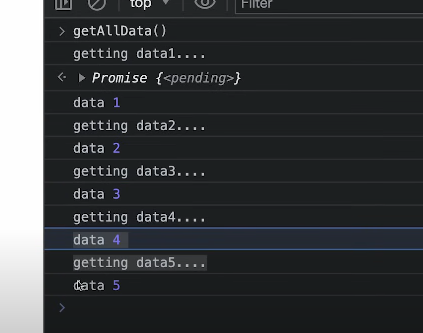 top Filter
> getAllData()
getting data1....
Promise {<pending>}
data 1
getting data2....
data 2
getting data3....
data 3
getting data4....
data 4
getting data5....
data 5
>